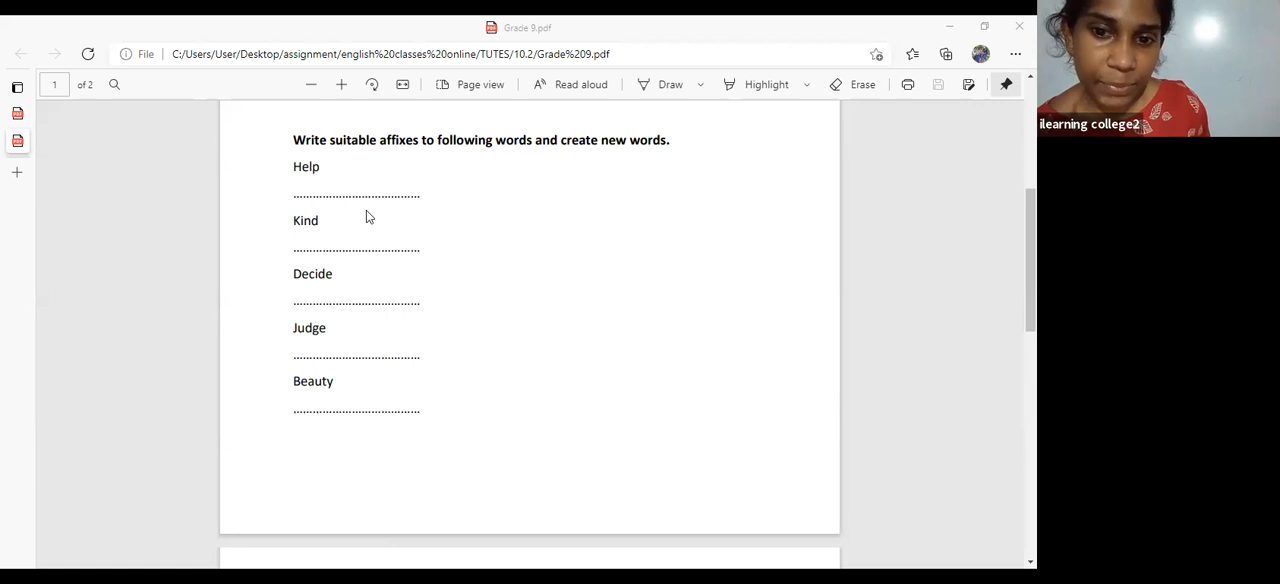 Grade 9.pdf
File
C:/Users/User/Desktop/assignment/english%20classes%20online/TUTES/10.2/Grade%209.pdf
1 of 2
Page view
Read aloud
Draw
Highlight
Erase
ilearning college2
Write suitable affixes to following words and create new words.
Help
........................................
Kind
........................................
Decide
........................................
Judge
........................................
Beauty
........................................